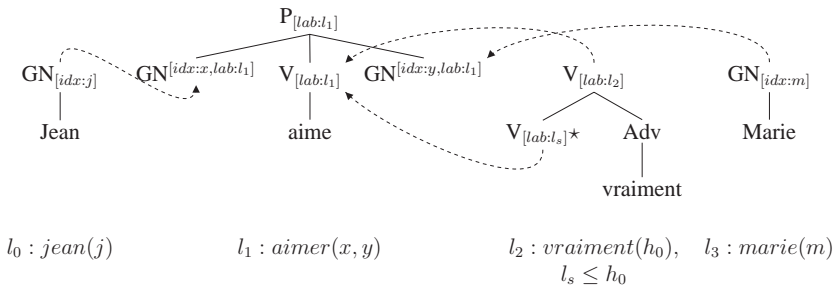 P[lab:l1]
GN[idx:j] GN[idx:x,lab:l1] V[lab:l1] GN[idx:y,lab:l1] V[lab:l2] GN[idx:m]
Jean aime V[lab:ls]⋆ Adv Marie
vraiment
l0 : jean(j) l1 : aimer(x, y) l2 : vraiment(h0), l3 : marie(m)
ls ≤ h0